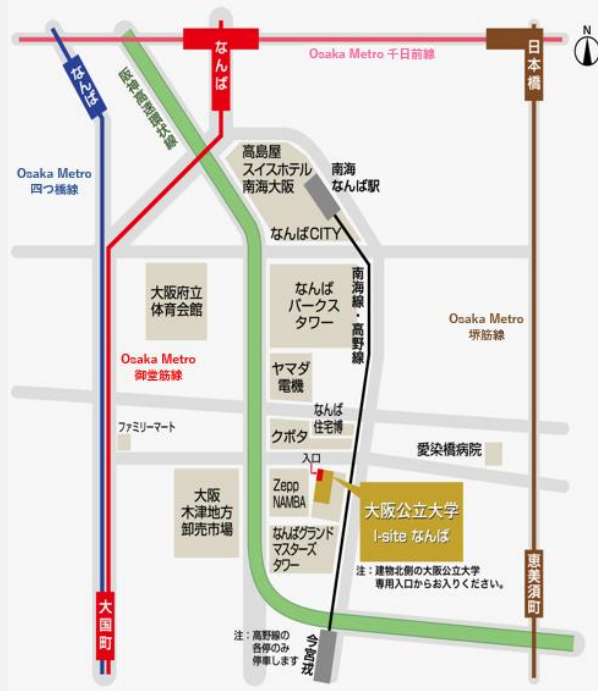 N
Osaka Metro 千日前線
なんば
なんば
日本橋
阪神高速環状線
Osaka Metro
四つ橋線
高島屋
スイスホテル
南海大阪
南海
なんば駅
なんばCITY
大阪府立
体育会館
なんば
パークス
タワー
南海線・高野線
Osaka Metro
堺筋線
Osaka Metro
御堂筋線
ヤマダ
電機
なんば
住宅博
ファミリーマート
クボタ
愛染橋病院
入口
大阪
木津地方
卸売市場
Zepp
NAMBA
大阪公立大学
I-site なんば
なんばグランド
マスターズ
タワー
注：建物北側の大阪公立大学
専用入口からお入りください。
恵美須町
大国町
注：高野線の
各停のみ
停車します
今宮戎